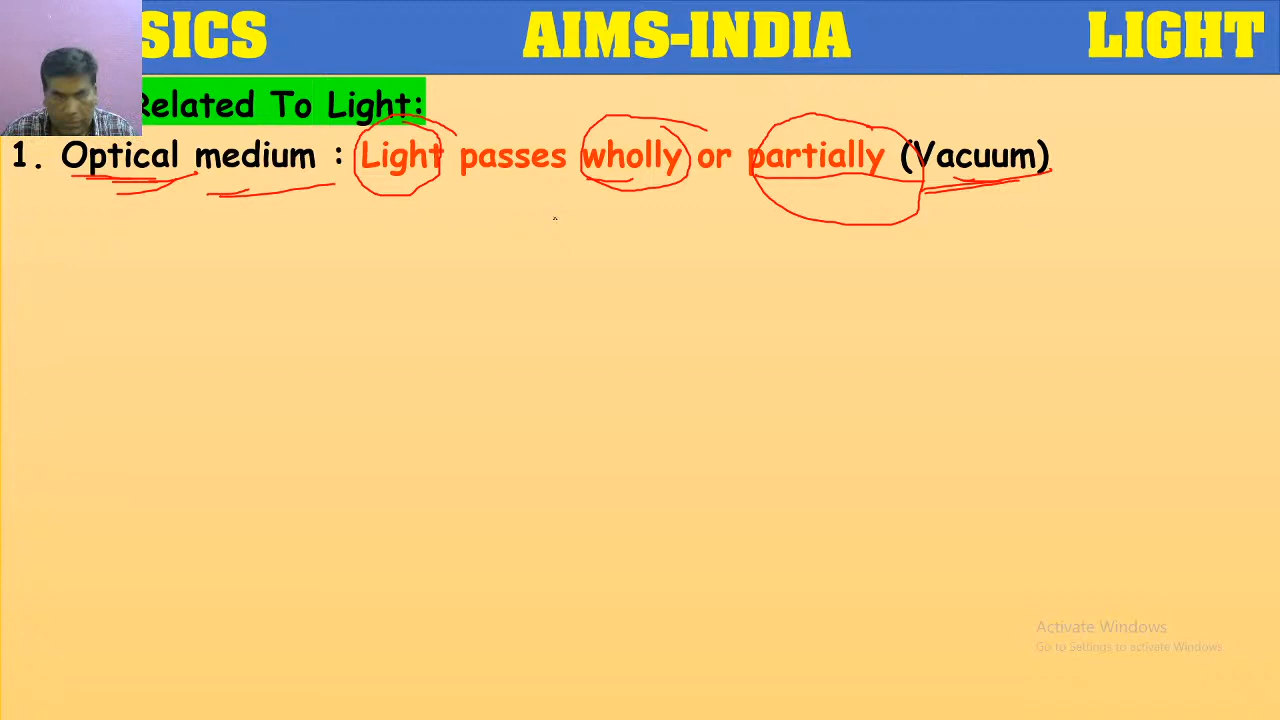 SICS AIMS-INDIA LIGHT
Related To Light:
1. Optical medium : Light passes wholly or partially (Vacuum)
Activate Windows
Go to Settings to activate Windows.